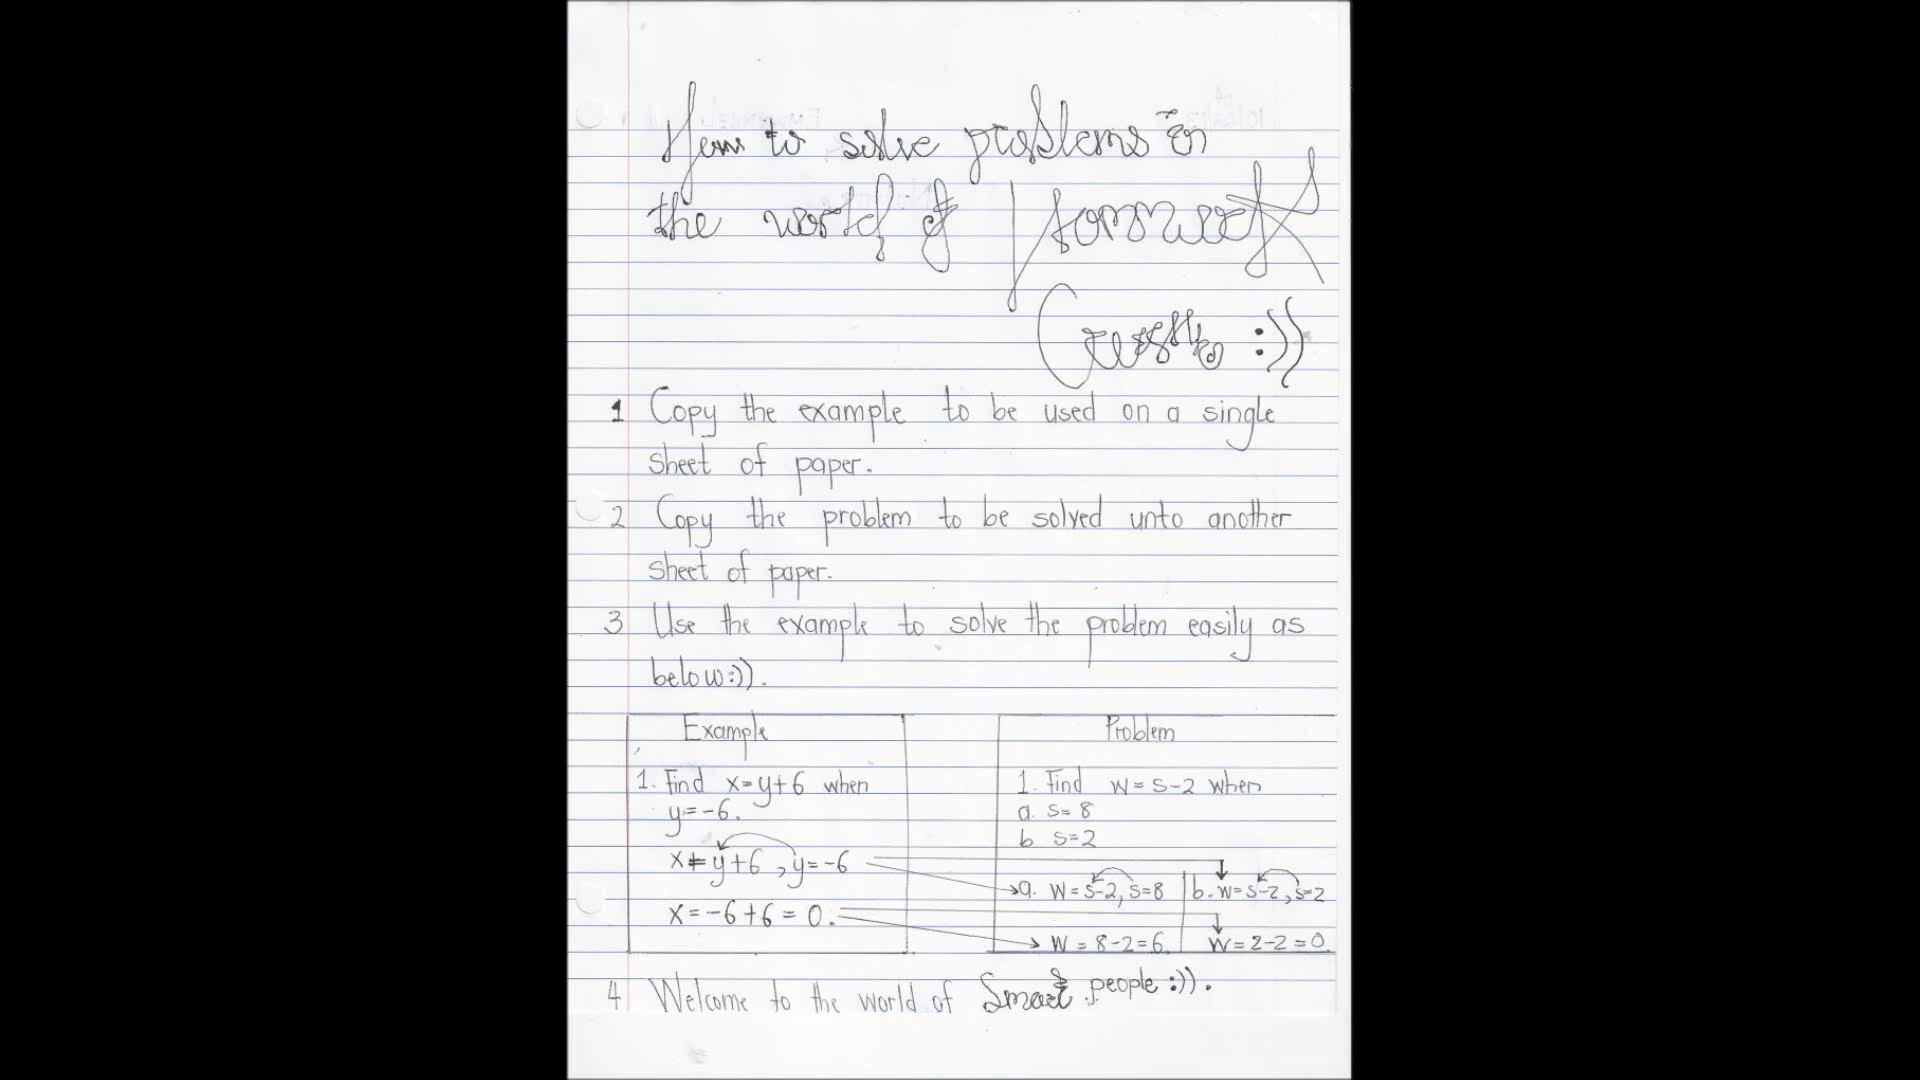 How to solve problems in
the world of Homework
:))
1 Copy the example to be used on a single
sheet of paper.
2 Copy the problem to be solved unto another
sheet of paper.
3 Use the example to solve the problem easily as
below:)).
Example
1. Find x=y+6 when
y=-6.
x=y+6, y=-6
x=-6+6=0.
Problem
1. Find w=s-2 when
a. s=8
b s=2
a. w=s-2, s=8
w=8-2=6.
b. w=s-2, s=2
w=2-2=0.
4 Welcome to the world of Smart people:)).